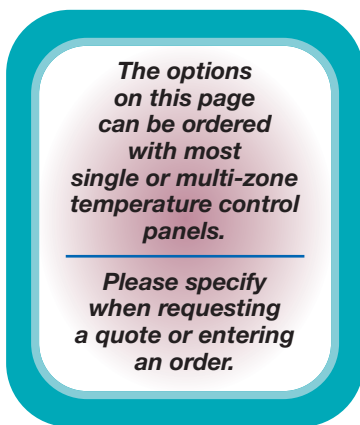 The options
on this page
can be ordered
with most
single or multi-zone
temperature control
panels.
Please specify
when requesting
a quote or entering
an order.